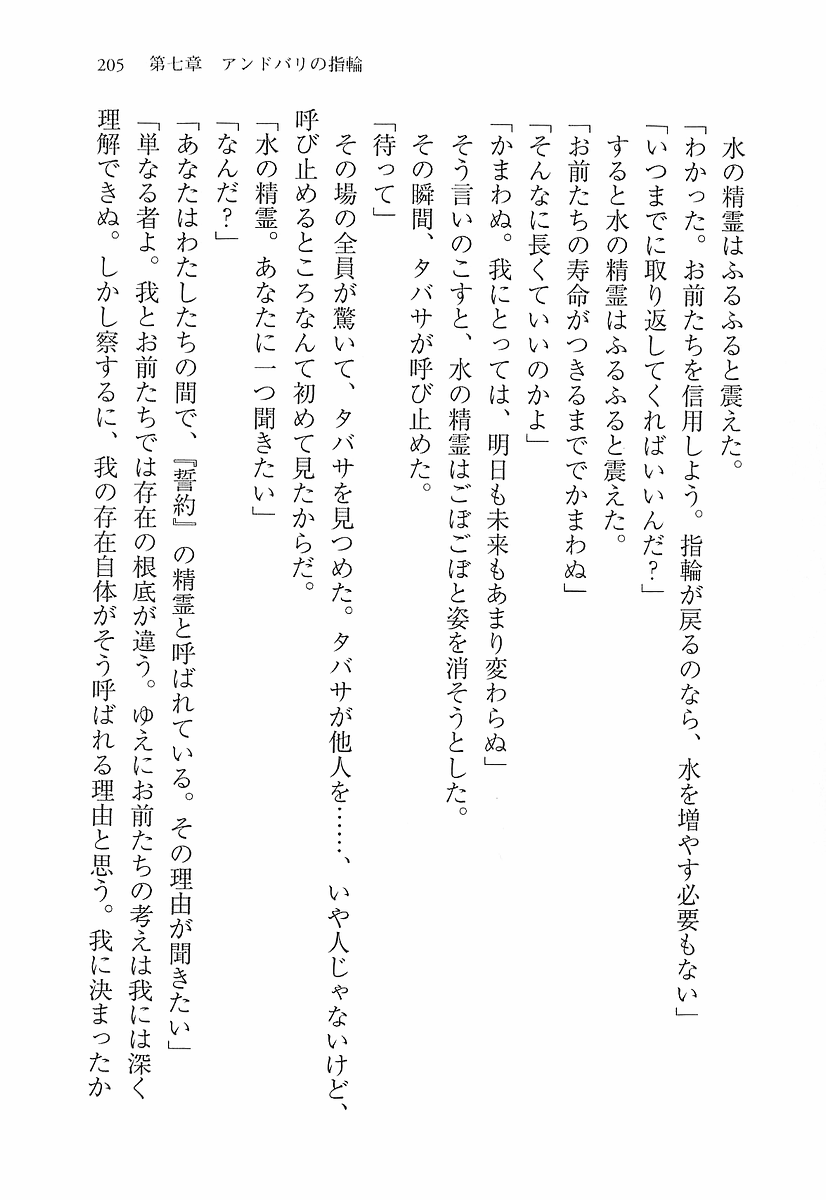 205　第七章　アンドバリの指輪
　水の精霊はふるふると震えた。
「わかった。お前たちを信用しよう。指輪が戻るのなら、水を増やす必要もない」
「いつまでに取り返してくればいいんだ？」
　すると水の精霊はふるふると震えた。
「お前たちの寿命がつきるまででかまわぬ」
「そんなに長くていいのかよ」
「かまわぬ。我にとっては、明日も未来もあまり変わらぬ」
　そう言いのこすと、水の精霊はごぼごぼと姿を消そうとした。
　その瞬間、タバサが呼び止めた。
「待って」
　その場の全員が驚いて、タバサを見つめた。タバサが他人を……、いや人じゃないけど、
呼び止めるところなんて初めて見たからだ。
「水の精霊。あなたに一つ聞きたい」
「なんだ？」
「あなたはわたしたちの間で、『誓約』の精霊と呼ばれている。その理由が聞きたい」
「単なる者よ。我とお前たちでは存在の根底が違う。ゆえにお前たちの考えは我には深く
理解できぬ。しかし察するに、我の存在自体がそう呼ばれる理由と思う。我に決まったか